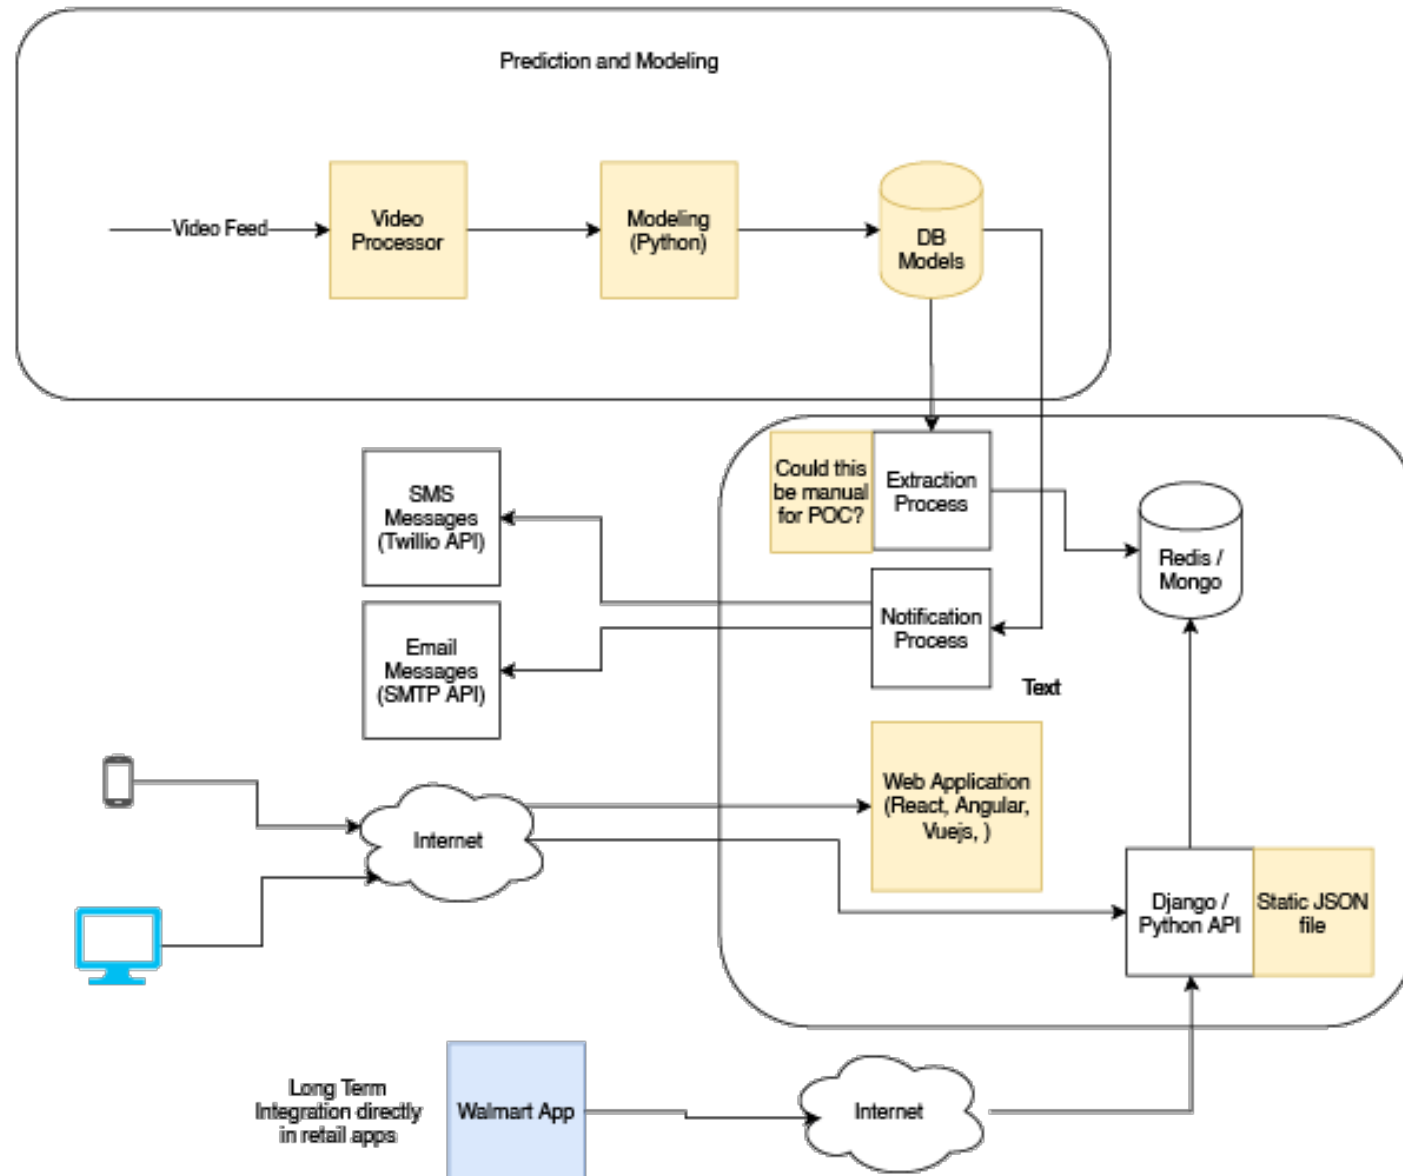 Prediction and Modeling
Video Feed
Video
Processor
Modeling
(Python)
DB
Models
Could this
be manual
for POC?
Extraction
Process
SMS
Messages
(Twillio API)
Redis /
Mongo
Notification
Process
Email
Messages
(SMTP API)
Text
Web Application
(React, Angular,
Vuejs, )
Internet
Django /
Python API
Static JSON
file
Long Term
Integration directly
in retail apps
Walmart App
Internet